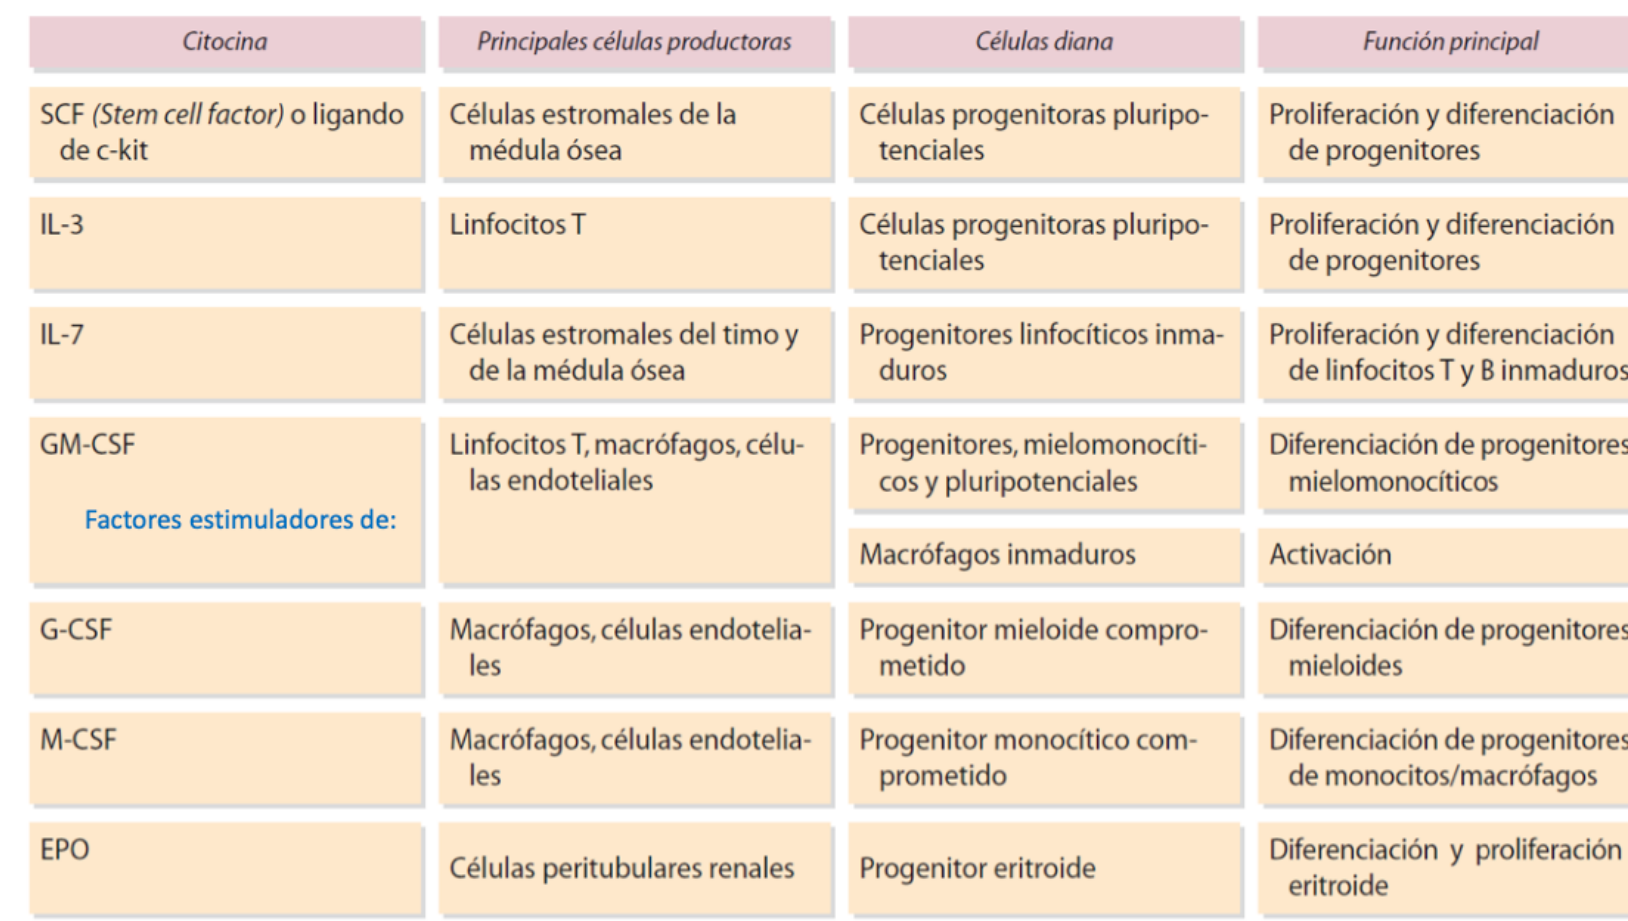 Citocina
Principales células productoras
Células diana
Función principal
SCF (Stem cell factor) o ligando
de c-kit
Células estromales de la
médula ósea
Células progenitoras pluripo-
tenciales
Proliferación y diferenciación
de progenitores
IL-3
Linfocitos T
Células progenitoras pluripo-
tenciales
Proliferación y diferenciación
de progenitores
IL-7
Células estromales del timo y
de la médula ósea
Progenitores linfocíticos inma-
duros
Proliferación y diferenciación
de linfocitos T y B inmaduros
GM-CSF
Factores estimuladores de:
Linfocitos T, macrófagos, célu-
las endoteliales
Progenitores, mielomonocíti-
cos y pluripotenciales
Diferenciación de progenitores
mielomonocíticos
Macrófagos inmaduros
Activación
G-CSF
Macrófagos, células endotelia-
les
Progenitor mieloide compro-
metido
Diferenciación de progenitores
mieloides
M-CSF
Macrófagos, células endotelia-
les
Progenitor monocítico com-
prometido
Diferenciación de progenitores
de monocitos/macrófagos
EPO
Células peritubulares renales
Progenitor eritroide
Diferenciación y proliferación
eritroide